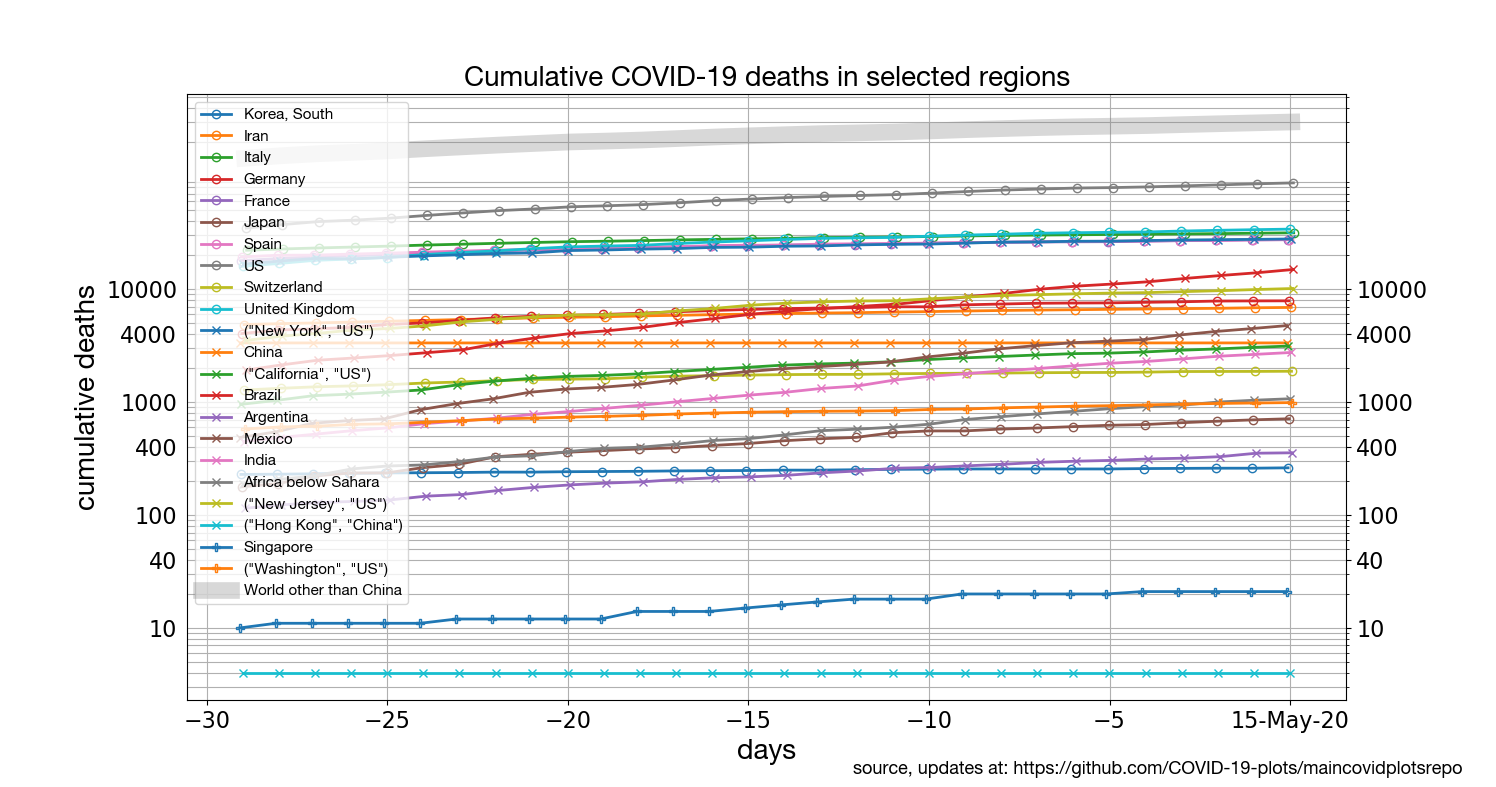 Cumulative COVID-19 deaths in selected regions
Korea, South
Iran
Italy
Germany
France
Japan
Spain
US
Switzerland
United Kingdom
("New York", "US")
China
("California", "US")
Brazil
Argentina
Mexico
India
Africa below Sahara
("New Jersey", "US")
("Hong Kong", "China")
Singapore
("Washington", "US")
World other than China
cumulative deaths
10000
4000
1000
400
100
40
10
10000
4000
1000
400
100
40
10
−30 −25 −20 −15 −10 −5 15-May-20
days
source, updates at: https://github.com/COVID-19-plots/maincovidplotsrepo